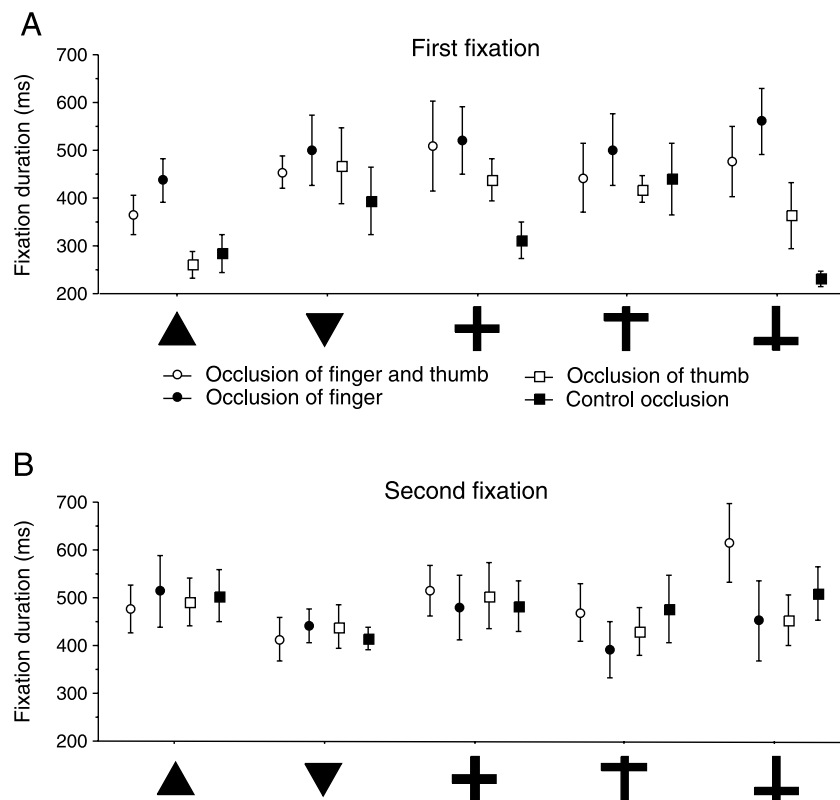 A
First fixation
Fixation duration (ms)
700
600
500
400
300
200
Occlusion of finger and thumb
Occlusion of thumb
Occlusion of finger
Control occlusion
B
Second fixation
Fixation duration (ms)
700
600
500
400
300
200